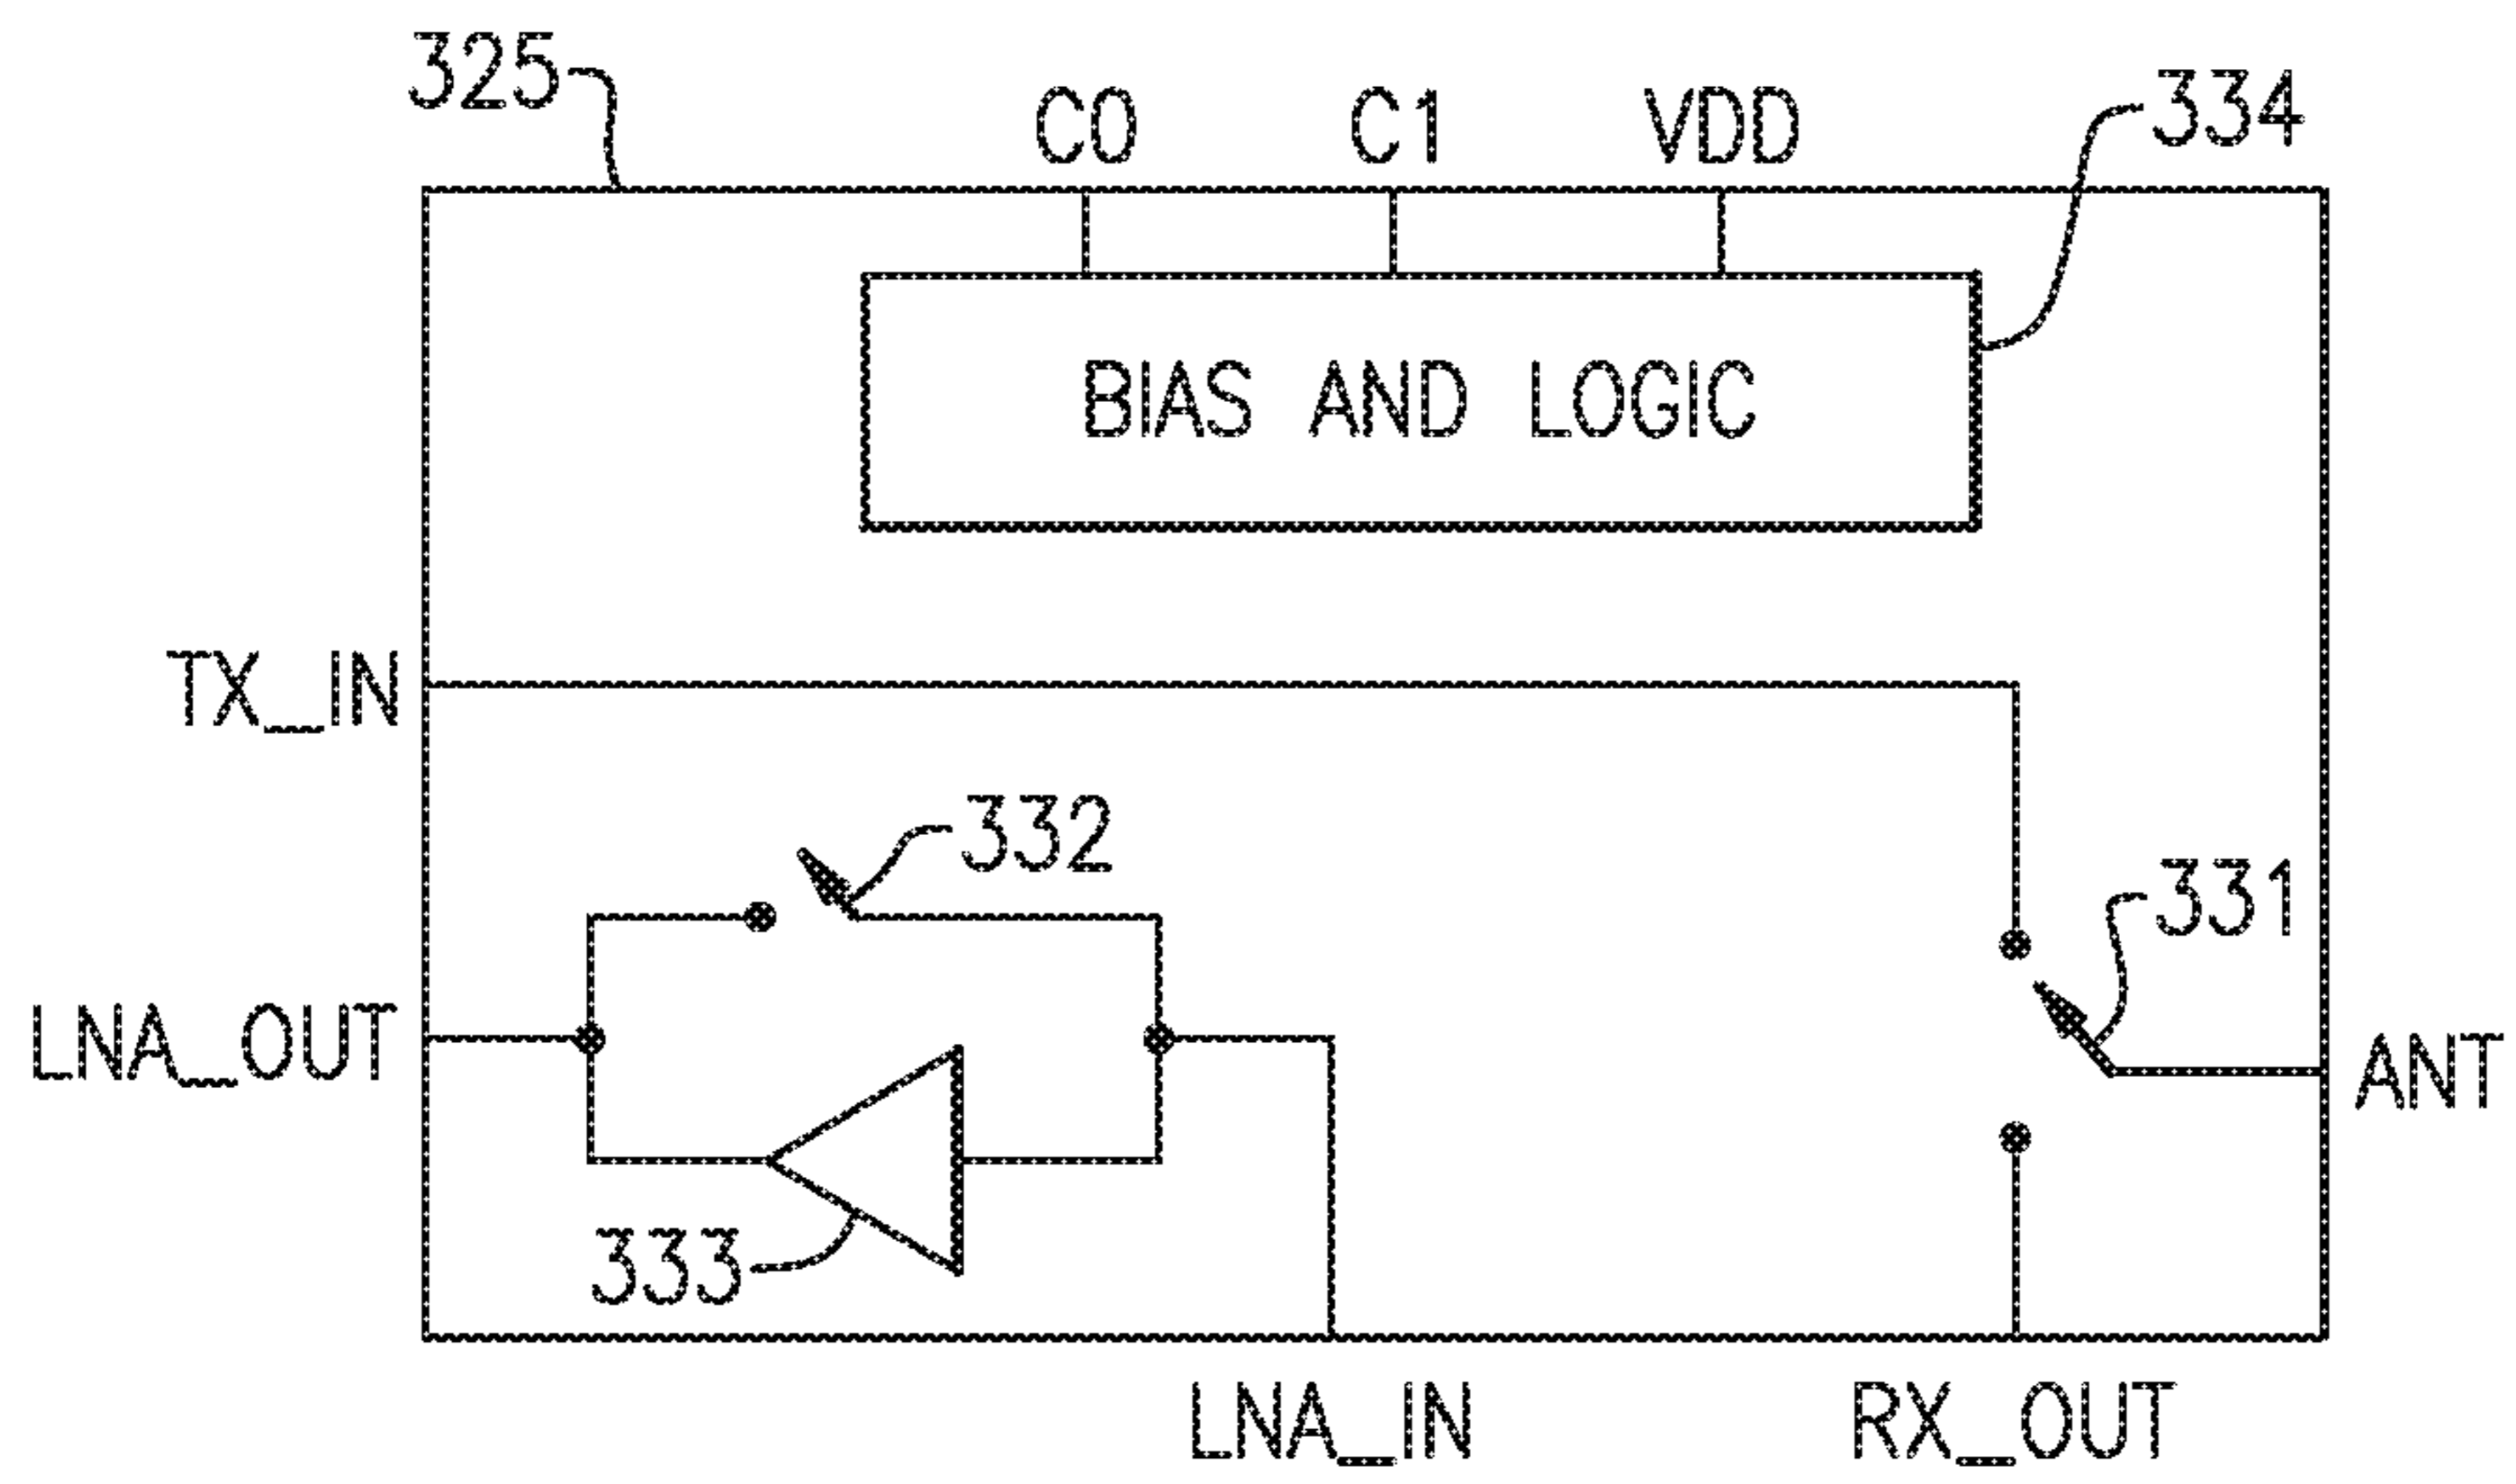 325
C0
C1
VDD
334
BIAS AND LOGIC
TX_IN
332
331
LNA_OUT
ANT
333
LNA_IN
RX_OUT